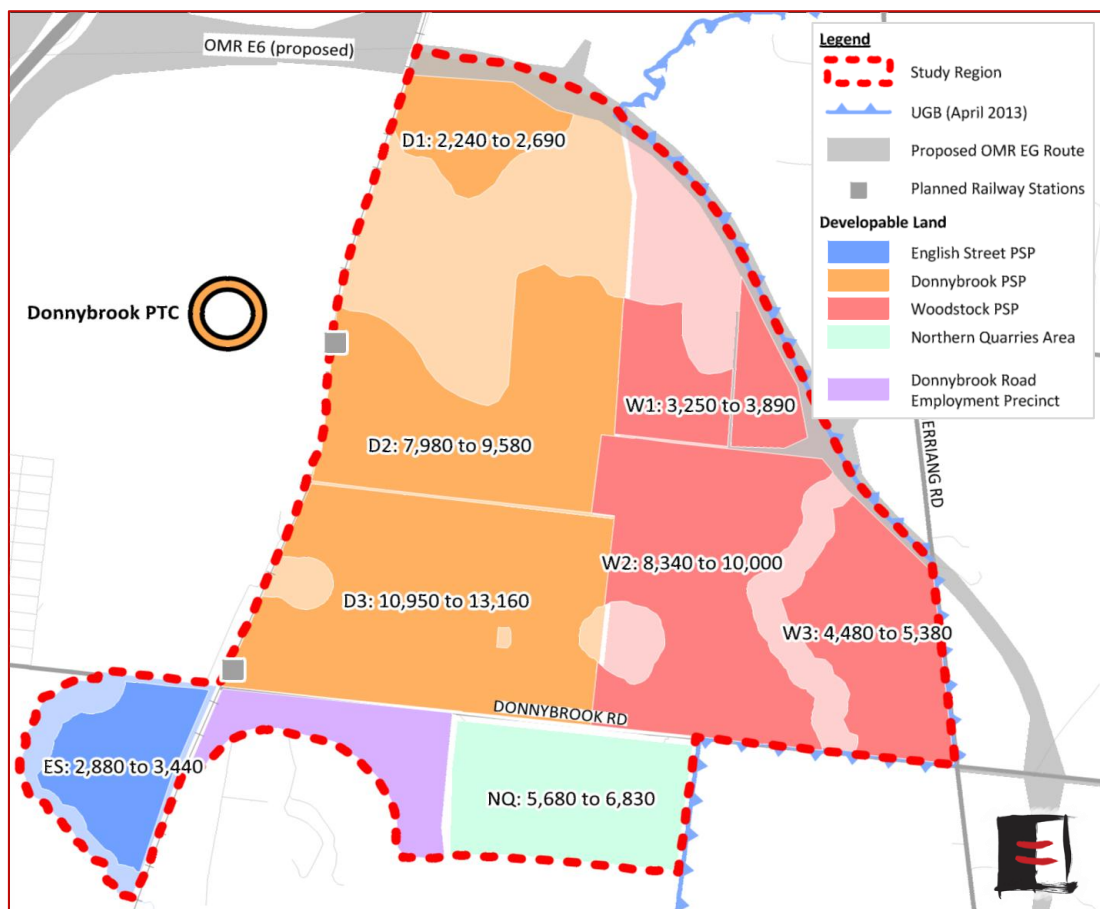 OMR E6 (proposed)
D1: 2,240 to 2,690
Donnybrook PTC
W1: 3,250 to 3,890
D2: 7,980 to 9,580
W2: 8,340 to 10,000
D3: 10,950 to 13,160
W3: 4,480 to 5,380
DONNYBROOK RD
ES: 2,880 to 3,440
NQ: 5,680 to 6,830
ERRIANG RD
Legend
Study Region
UGB (April 2013)
Proposed OMR EG Route
Planned Railway Stations
Developable Land
English Street PSP
Donnybrook PSP
Woodstock PSP
Northern Quarries Area
Donnybrook Road
Employment Precinct